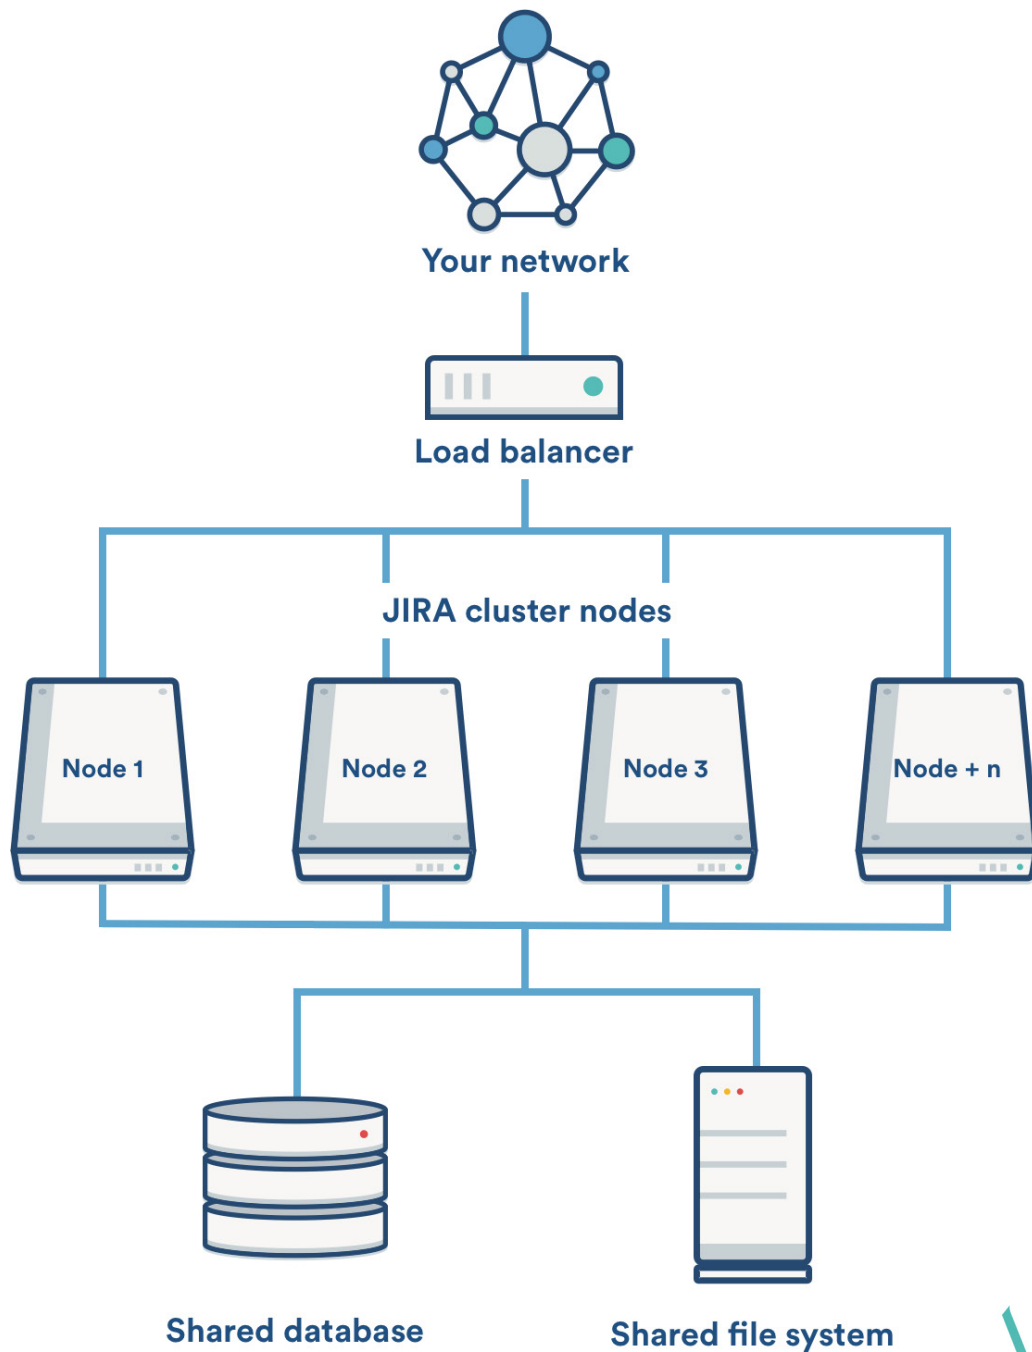 Your network
Load balancer
JIRA cluster nodes
Node 1
Node 2
Node 3
Node + n
Shared database
Shared file system